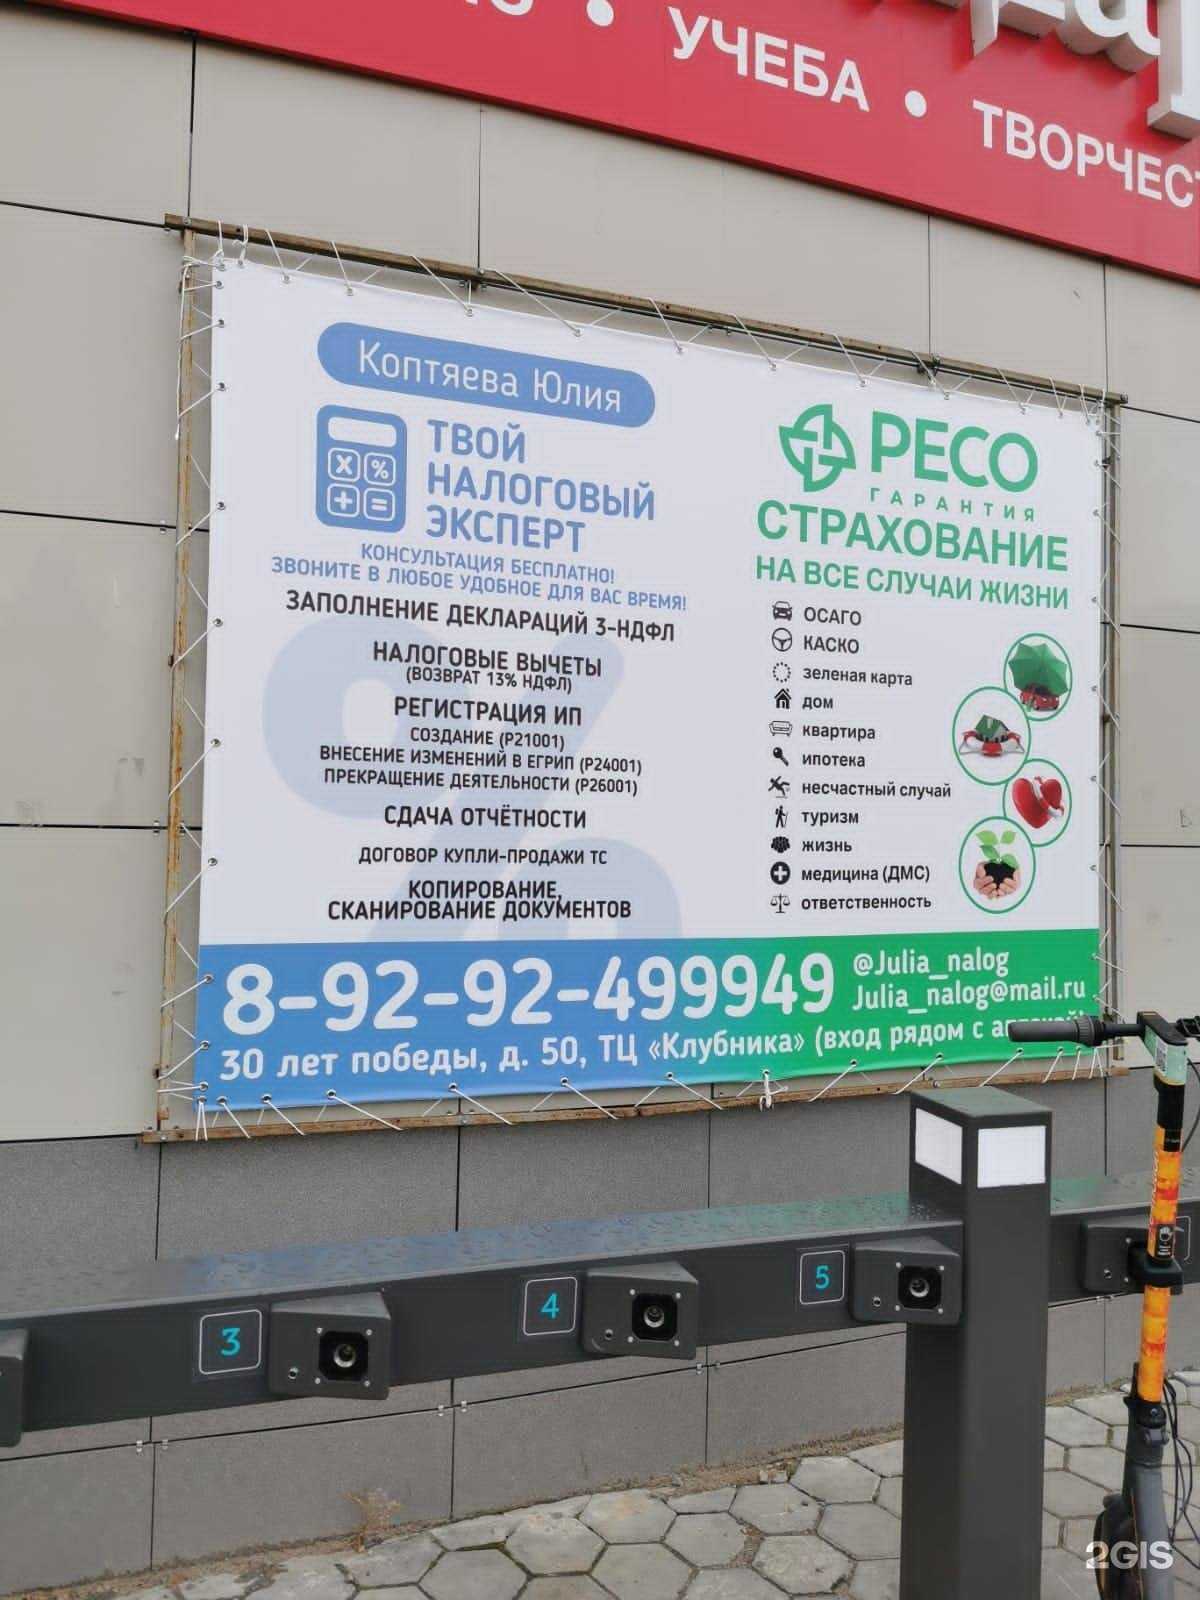 УЧЕБА • ТВОРЧЕСТ
Коптяева Юлия
ТВОЙ
НАЛОГОВЫЙ
ЭКСПЕРТ
КОНСУЛЬТАЦИЯ БЕСПЛАТНО!
ЗВОНИТЕ В ЛЮБОЕ УДОБНОЕ ДЛЯ ВАС ВРЕМЯ!
ЗАПОЛНЕНИЕ ДЕКЛАРАЦИЙ 3-НДФЛ
НАЛОГОВЫЕ ВЫЧЕТЫ
(ВОЗВРАТ 13% НДФЛ)
РЕГИСТРАЦИЯ ИП
СОЗДАНИЕ (Р21001)
ВНЕСЕНИЕ ИЗМЕНЕНИЙ В ЕГРИП (Р24001)
ПРЕКРАЩЕНИЕ ДЕЯТЕЛЬНОСТИ (Р26001)
СДАЧА ОТЧЁТНОСТИ
ДОГОВОР КУПЛИ-ПРОДАЖИ ТС
КОПИРОВАНИЕ,
СКАНИРОВАНИЕ ДОКУМЕНТОВ
РЕСО
ГАРАНТИЯ
СТРАХОВАНИЕ
НА ВСЕ СЛУЧАИ ЖИЗНИ
ОСАГО
КАСКО
зеленая карта
дом
квартира
ипотека
несчастный случай
туризм
жизнь
медицина (ДМС)
ответственность
8-92-92-499949
@Julia_nalog
Julia_nalog@mail.ru
30 лет победы, д. 50, ТЦ «Клубника» (вход рядом с
3
4
5
2GIS